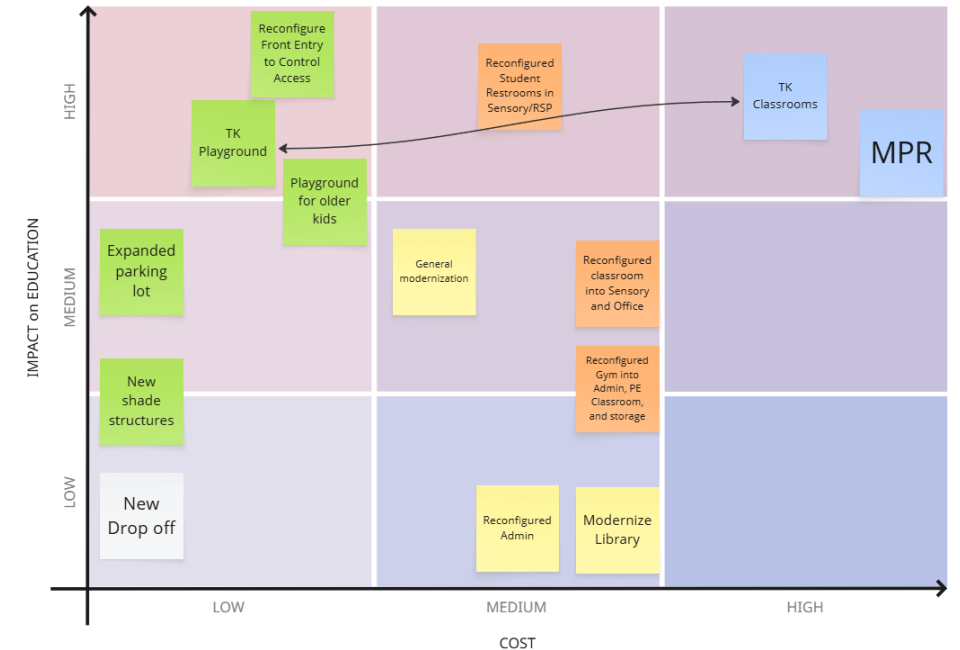 Reconfigure
Front Entry
to Control
Access
Reconfigured
Student
Restrooms in
Sensory/RSP
TK
Classrooms
MPR
TK
Playground
Playground
for older
kids
Expanded
parking
lot
General
modernization
Reconfigured
classroom
into Sensory
and Office
New
shade
structures
Reconfigured
Gym into
Admin, PE
Classroom,
and storage
New
Drop off
Reconfigured
Admin
Modernize
Library
IMPACT on EDUCATION
HIGH
MEDIUM
LOW
LOW
MEDIUM
HIGH
COST